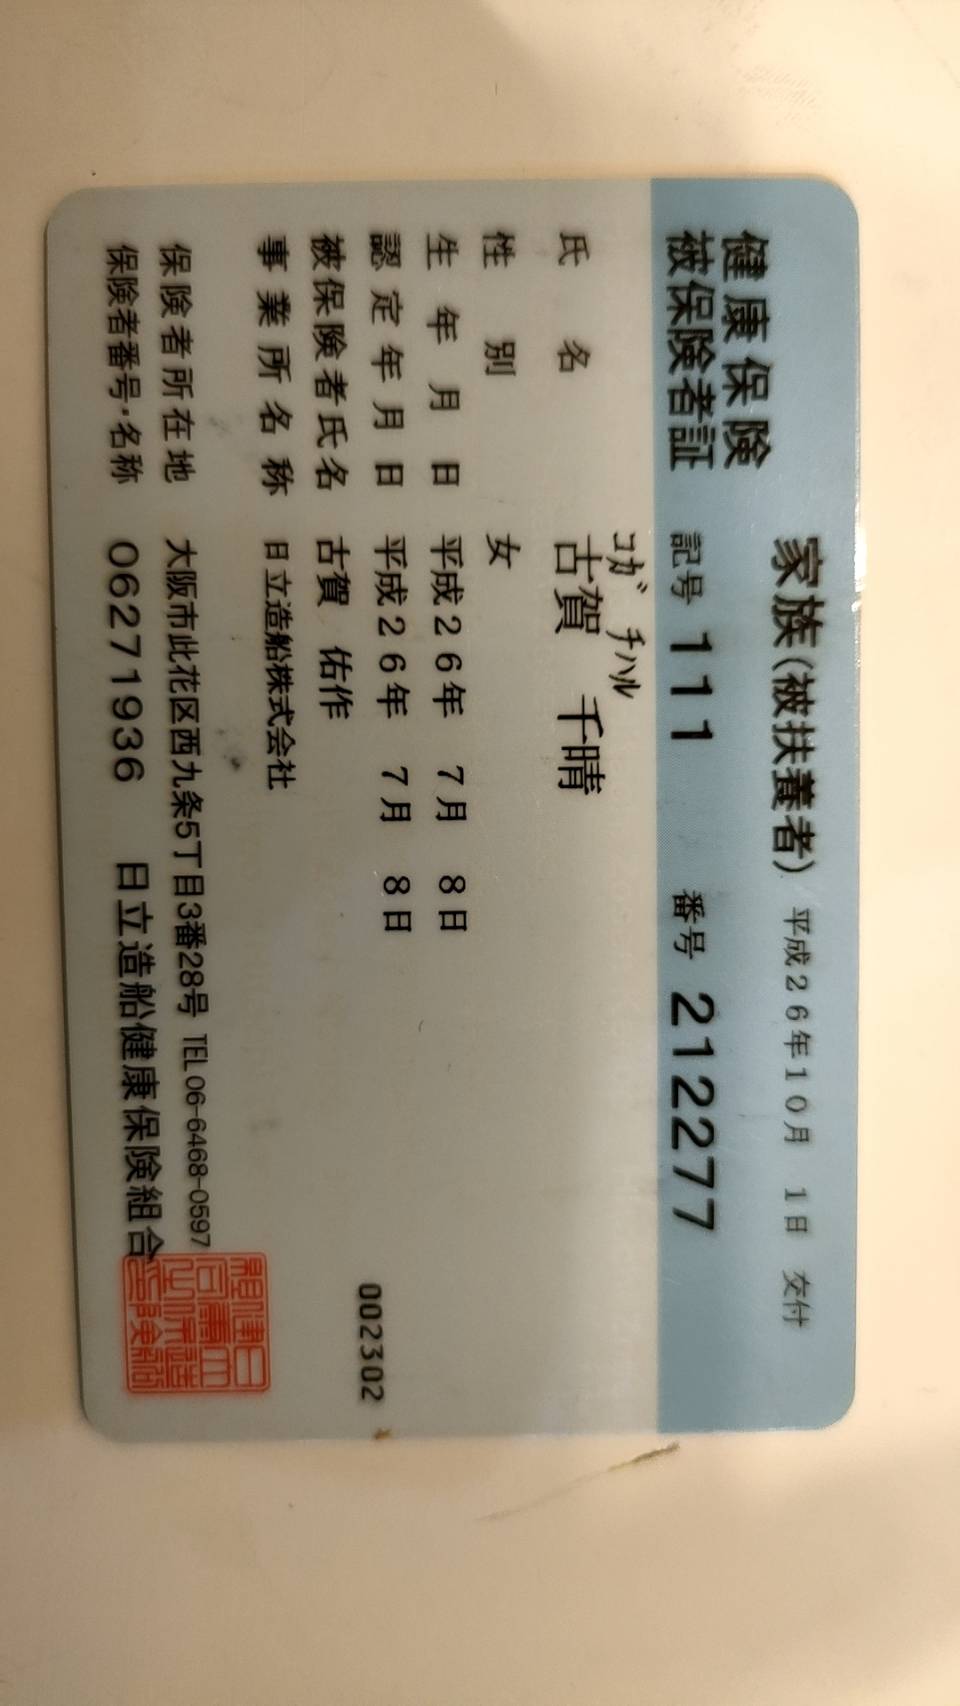 家族(被扶養者) 平成26年10月 1日 交付
健康保険
被保険者証 記号 111 番号 212277
コガ チハル
氏名 古賀 千晴
性別 女
生年月日 平成26年 7月 8日
認定年月日 平成26年 7月 8日
002302
被保険者氏名 古賀 佑作
事業所名称 日立造船株式会社
保険者所在地 大阪市此花区西九条5丁目3番28号 TEL 06-6468-0597
保険者番号・名称 06271936 日立造船健康保険組合